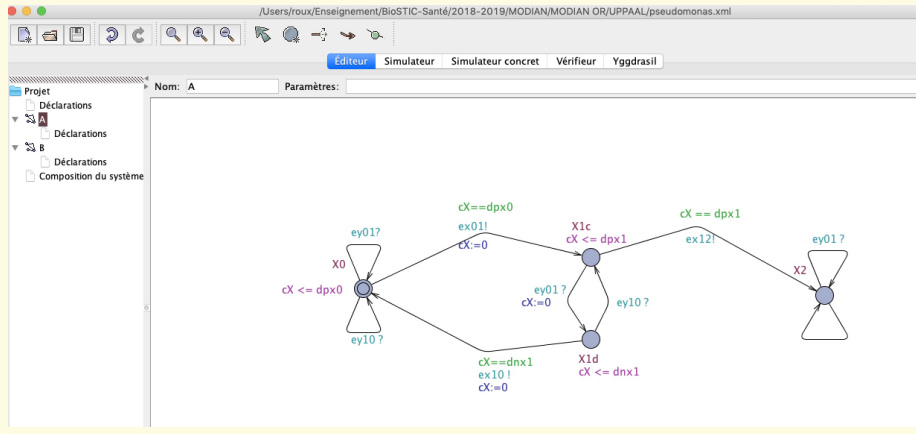 /Users/roux/Enseignement/BioSTIC-Santé/2018-2019/MODIAN/MODIAN OR/UPPAAL/pseudomonas.xml
Éditeur Simulateur Simulateur concret Vérifieur Yggdrasil
Projet
Déclarations
A
Déclarations
B
Déclarations
Composition du système
Nom: A Paramètres:
cX==dpx0
ex01!
cX:=0
ey01?
X0
cX <= dpx0
ey10 ?
X1c
cX <= dpx1
ey01 ?
cX:=0
ey10 ?
X1d
cX <= dnx1
cX==dnx1
ex10 !
cX:=0
cX == dpx1
ex12!
ey01 ?
X2